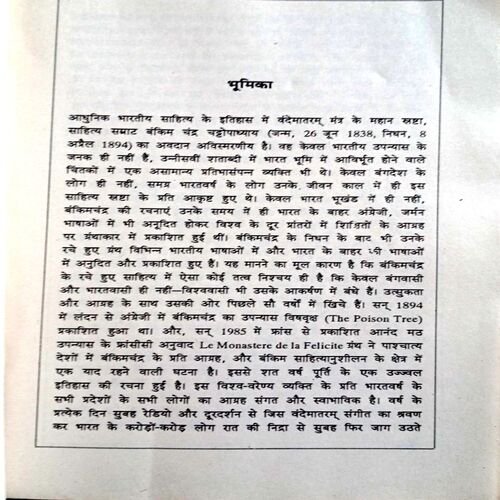 भूमिका
आधुनिक भारतीय साहित्य के इतिहास में वंदेमातरम् मंत्र के महान स्रष्टा,
साहित्य सम्राट बंकिम चंद्र चट्टोपाध्याय (जन्म, 26 जून 1838, निधन, 8
अप्रैल 1894) का अवदान अविस्मरणीय है। वह केवल भारतीय उपन्यास के
जनक ही नहीं हैं, उन्नीसवीं शताब्दी में भारत भूमि में आविर्भूत होने वाले
चिंतकों में एक असामान्य प्रतिभासंपन्न व्यक्ति भी थे। केवल बंगदेश के
लोग ही नहीं, समग्र भारतवर्ष के लोग उनके जीवन काल में ही इस
साहित्य स्रष्टा के प्रति आकृष्ट हुए थे। केवल भारत भूखंड में ही नहीं,
बंकिमचंद्र की रचनाएं उनके समय में ही भारत के बाहर अंग्रेजी, जर्मन
भाषाओं में भी अनूदित होकर विश्व के दूर प्रांतरों में शिक्षितों के आग्रह
पर ग्रंथाकार में प्रकाशित हुई थीं। बंकिमचंद्र के निधन के बाद भी उनके
रचे हुए ग्रंथ विभिन्न भारतीय भाषाओं में और भारत के बाहर की भाषाओं
में अनुदित और प्रकाशित हुए हैं। यह मानने का मूल कारण है कि बंकिमचंद्र
के रचे हुए साहित्य में ऐसा कोई तत्व निश्चय ही है कि केवल बंगवासी
और भारतवासी ही नहीं—विश्ववासी भी उसके आकर्षण में बंधे हैं। उत्सुकता
और आग्रह के साथ उसकी ओर पिछले सौ वर्षों में खिंचे हैं। सन् 1894
में लंदन से अंग्रेजी में बंकिमचंद्र का उपन्यास विषवृक्ष (The Poison Tree)
प्रकाशित हुआ था। और, सन् 1985 में फ्रांस से प्रकाशित आनंद मठ
उपन्यास के फ्रांसीसी अनुवाद Le Monastere de la Felicite ग्रंथ ने पाश्चात्य
देशों में बंकिमचंद्र के प्रति आग्रह, और बंकिम साहित्यानुशीलन के क्षेत्र में
एक याद रहने वाली घटना है। इससे शत वर्ष पूर्ति के एक उज्ज्वल
इतिहास की रचना हुई है। इस विश्व-वरेण्य व्यक्ति के प्रति भारतवर्ष के
सभी प्रदेशों के सभी लोगों का आग्रह संगत और स्वाभाविक है। वर्ष के
प्रत्येक दिन सुबह रेडियो और दूरदर्शन से जिस वंदेमातरम् संगीत का श्रवण
कर भारत के करोड़ों-करोड़ लोग रात की निद्रा से सुबह फिर जाग उठते